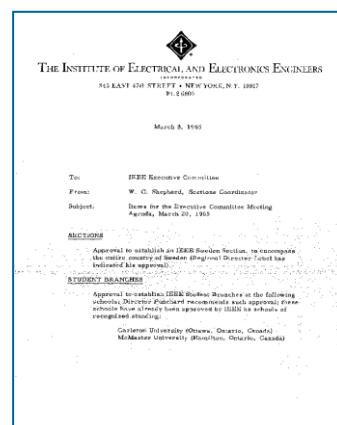 THE INSTITUTE OF ELECTRICAL AND ELECTRONICS ENGINEERS
INCORPORATED
345 EAST 47th STREET • NEW YORK, N.Y. 10017
PL 2-6800
March 8, 1965
To: IEEE Executive Committee
From: W. G. Shepherd, Sections Coordinator
Subject: Items for the Executive Committee Meeting
Agenda, March 20, 1965
SECTIONS
Approval to establish an IEEE Sweden Section, to encompass
the entire country of Sweden (Regional Director has
indicated his approval).
STUDENT BRANCHES
Approval to establish IEEE Student Branches at the following
schools; Director recommends such approval; these
schools have already been approved by IEEE as schools of
recognized standing:
Carleton University (Ottawa, Ontario, Canada)
McMaster University (Hamilton, Ontario, Canada)